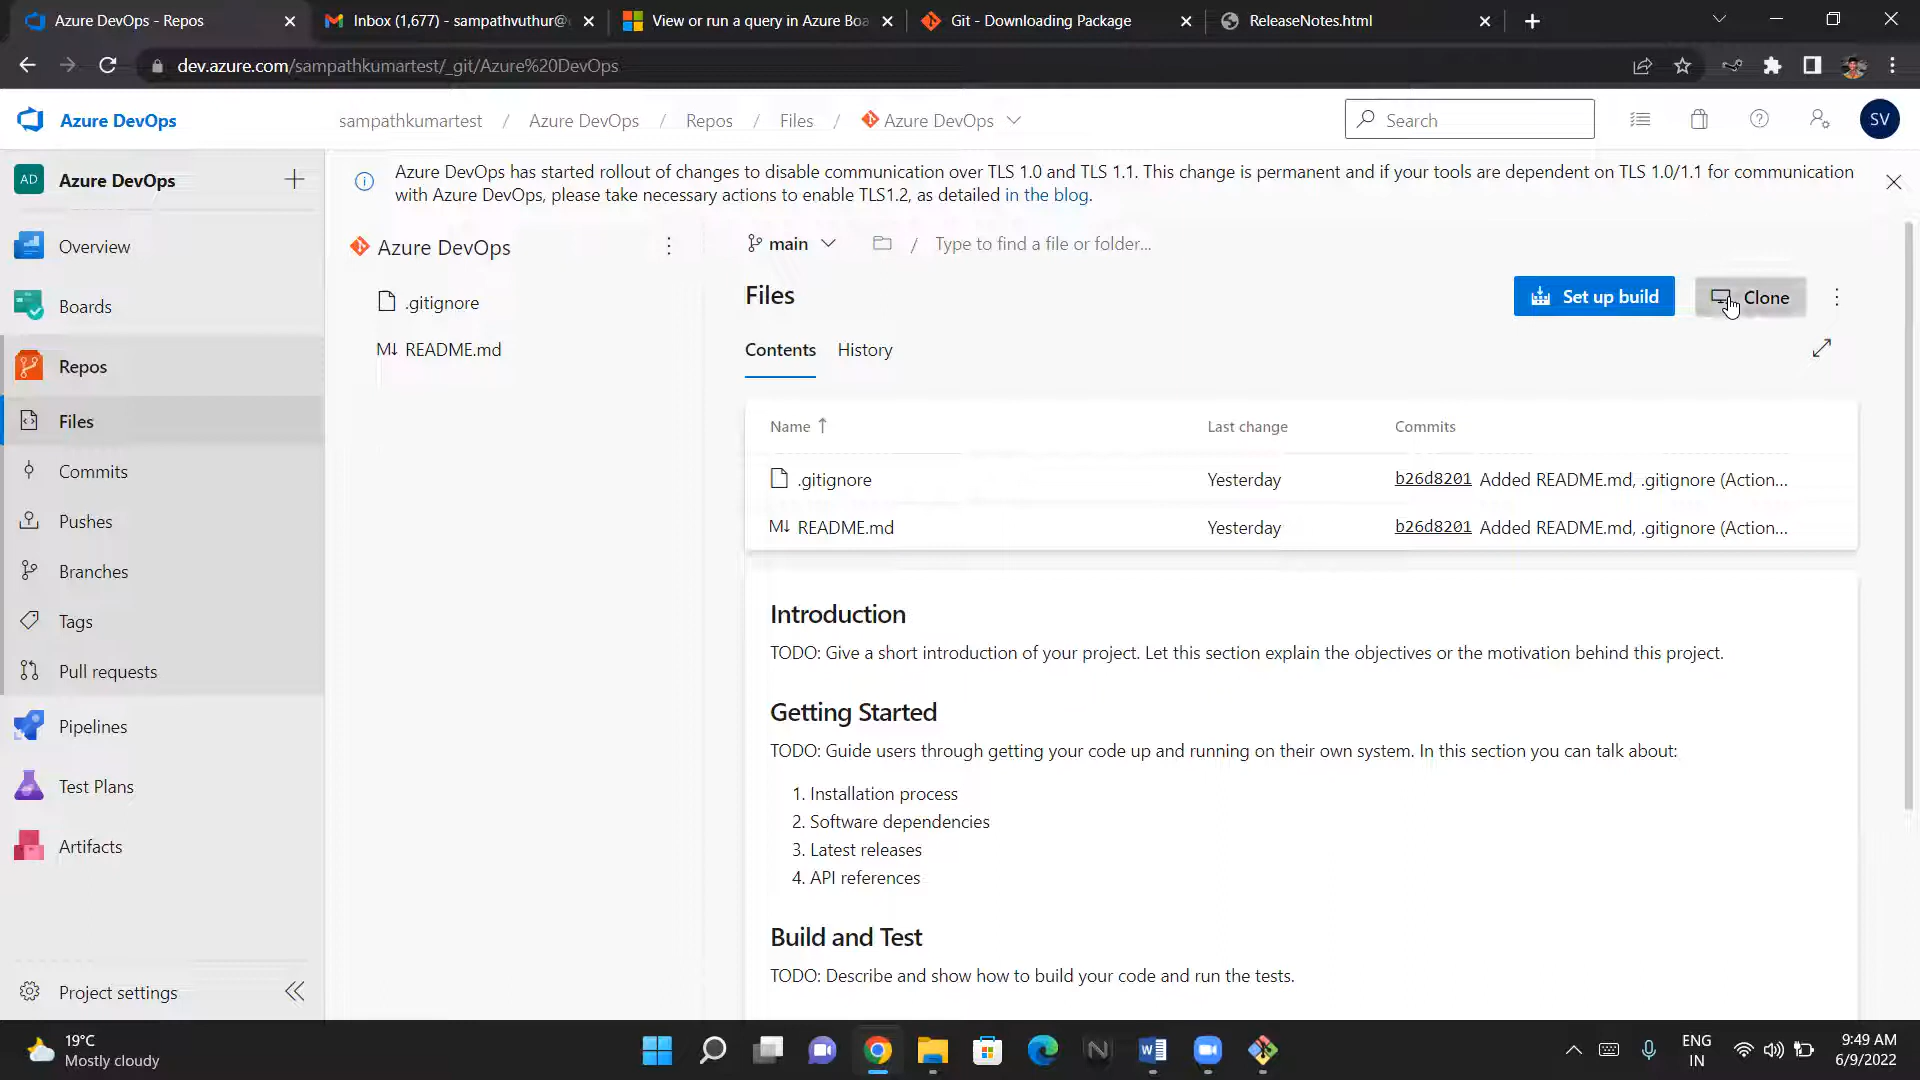 Azure DevOps - Repos
Inbox (1,677) - sampathvuthur@
View or run a query in Azure Boa
Git - Downloading Package
ReleaseNotes.html
dev.azure.com/sampathkumartest/_git/Azure%20DevOps
Azure DevOps
sampathkumartest / Azure DevOps / Repos / Files / Azure DevOps
Search
SV
AD Azure DevOps
Azure DevOps has started rollout of changes to disable communication over TLS 1.0 and TLS 1.1. This change is permanent and if your tools are dependent on TLS 1.0/1.1 for communication
with Azure DevOps, please take necessary actions to enable TLS1.2, as detailed in the blog.
Overview
Boards
Repos
Files
Commits
Pushes
Branches
Tags
Pull requests
Pipelines
Test Plans
Artifacts
Project settings
Azure DevOps
.gitignore
M↓ README.md
main / Type to find a file or folder...
Files
Set up build
Clone
Contents History
Name ↑ Last change Commits
.gitignore Yesterday b26d8201 Added README.md, .gitignore (Action...
M↓ README.md Yesterday b26d8201 Added README.md, .gitignore (Action...
Introduction
TODO: Give a short introduction of your project. Let this section explain the objectives or the motivation behind this project.
Getting Started
TODO: Guide users through getting your code up and running on their own system. In this section you can talk about:
1. Installation process
2. Software dependencies
3. Latest releases
4. API references
Build and Test
TODO: Describe and show how to build your code and run the tests.
19°C
Mostly cloudy
ENG
IN
9:49 AM
6/9/2022